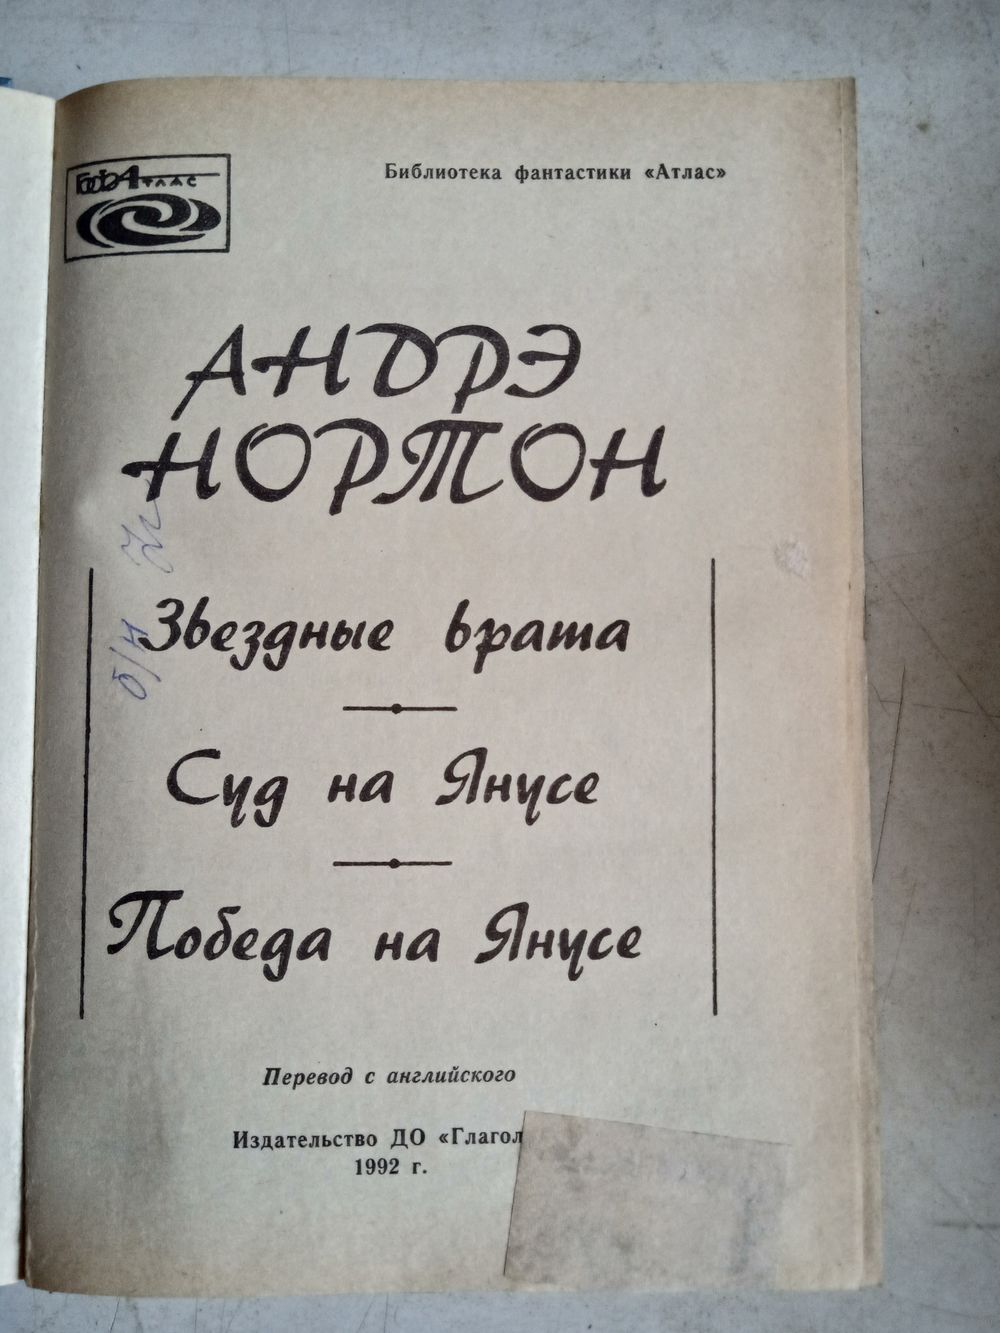 Атлас
Библиотека фантастики «Атлас»
АНДРЭ
НОРТОН
б/н
Звездные врата
Суд на Янусе
Победа на Янусе
Перевод с английского
Издательство ДО «Глагол
1992 г.